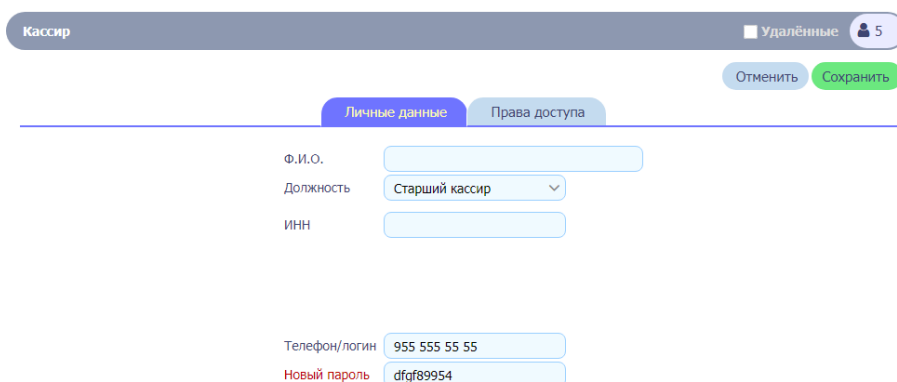 Кассир Удалённые 5
Отменить Сохранить
Личные данные Права доступа
Ф.И.О.
Должность Старший кассир
ИНН
Телефон/логин 955 555 55 55
Новый пароль dfgf89954